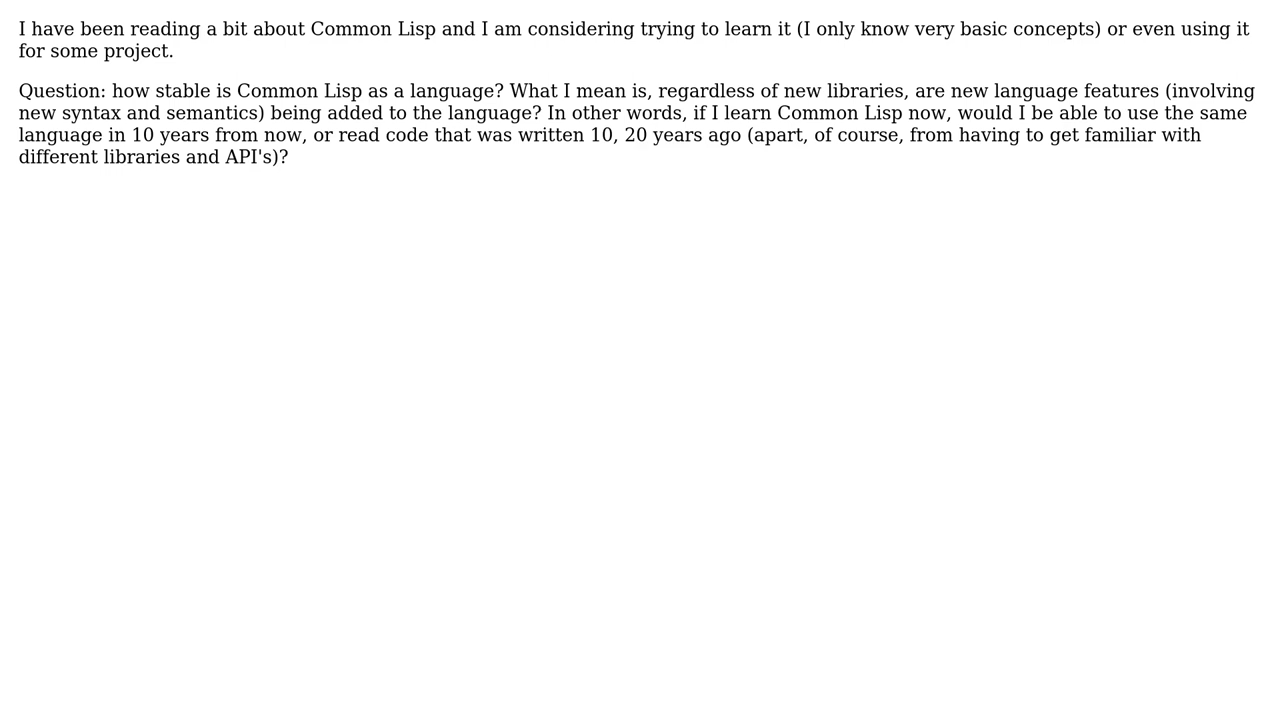 I have been reading a bit about Common Lisp and I am considering trying to learn it (I only know very basic concepts) or even using it
for some project.
Question: how stable is Common Lisp as a language? What I mean is, regardless of new libraries, are new language features (involving
new syntax and semantics) being added to the language? In other words, if I learn Common Lisp now, would I be able to use the same
language in 10 years from now, or read code that was written 10, 20 years ago (apart, of course, from having to get familiar with
different libraries and API's)?